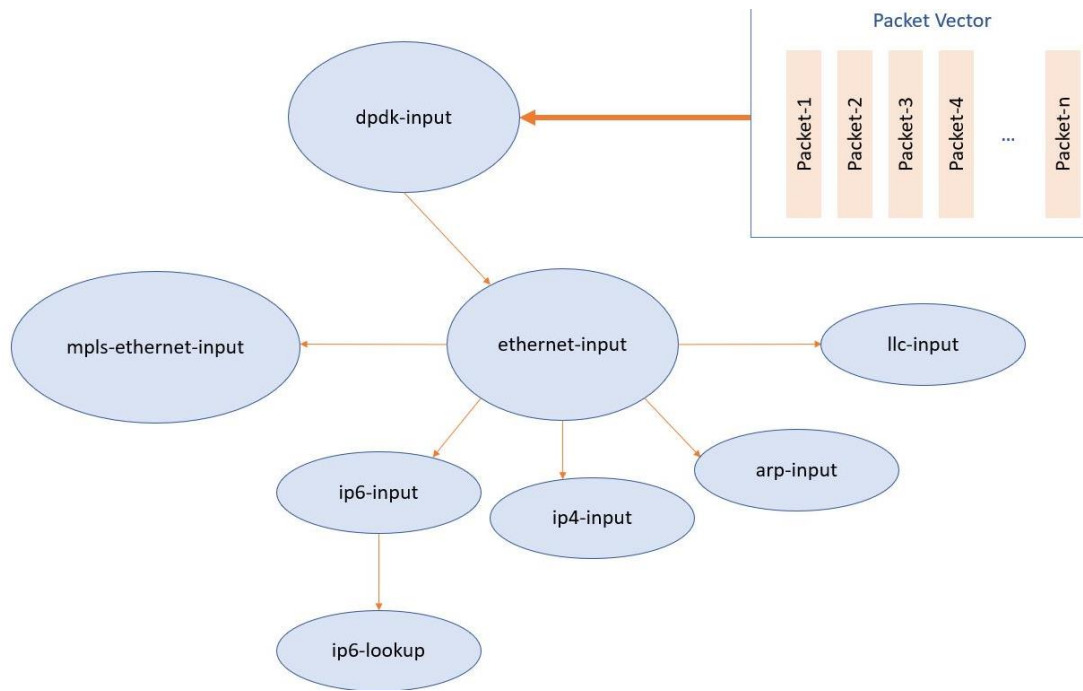 Packet Vector
Packet-1
Packet-2
Packet-3
Packet-4
...
Packet-n
dpdk-input
mpls-ethernet-input
ethernet-input
llc-input
arp-input
ip6-input
ip4-input
ip6-lookup